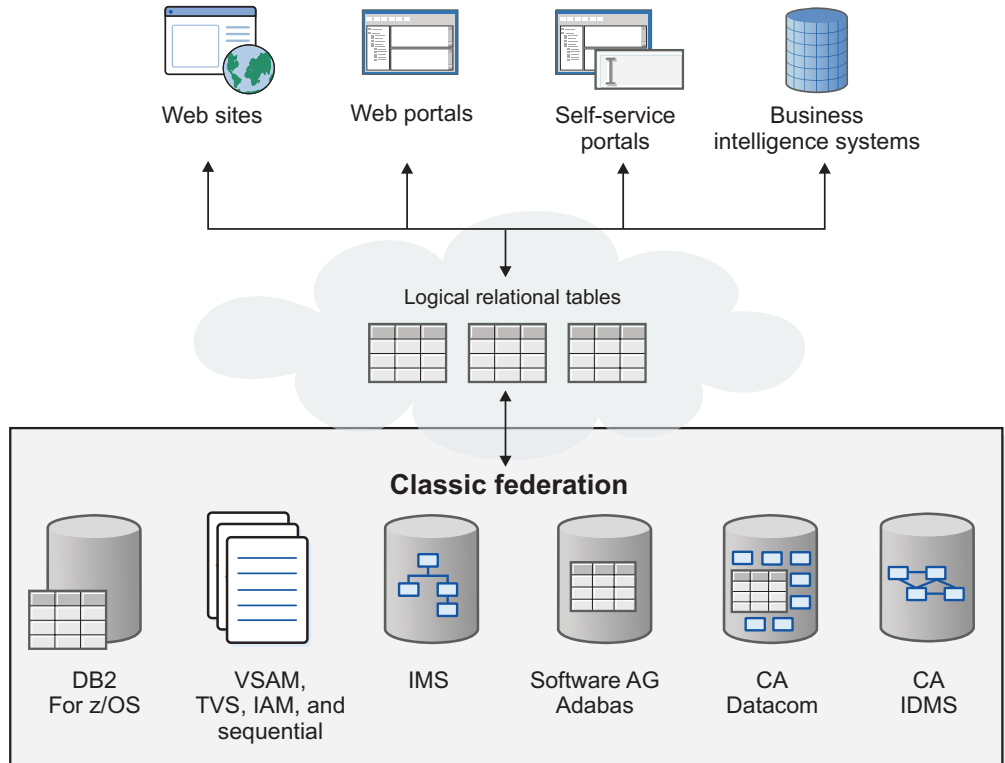 Web sites
Web portals
Self-service
portals
Business
intelligence systems
Logical relational tables
Classic federation
DB2
For z/OS
VSAM,
TVS, IAM, and
sequential
IMS
Software AG
Adabas
CA
Datacom
CA
IDMS